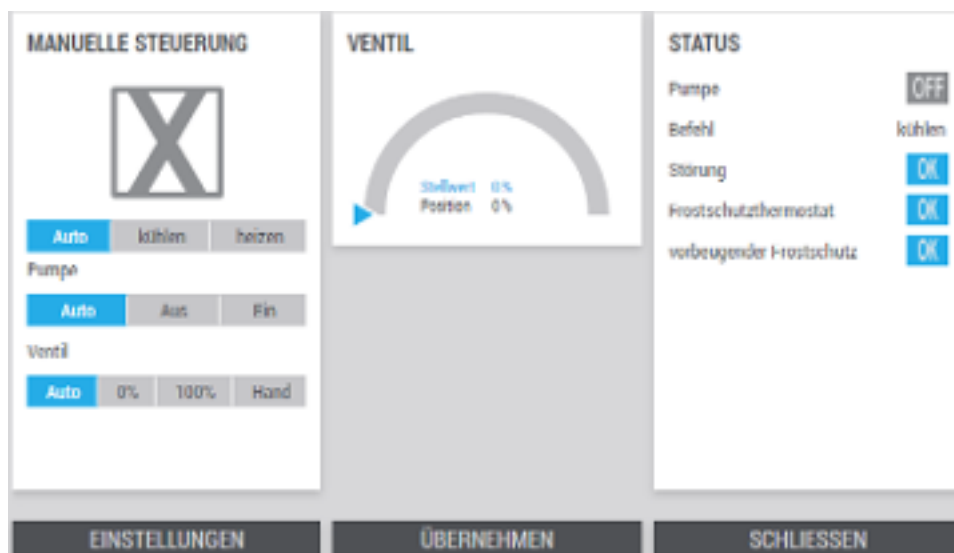 MANUELLE STEUERUNG
Auto kühlen heizen
Pumpe
Auto Aus Ein
Ventil
Auto 0% 100% Hand
VENTIL
Stellwert 0%
Position 0%
STATUS
Pumpe OFF
Befehl kühlen
Störung OK
Frostschutzthermostat OK
vorbeugender Frostschutz OK
EINSTELLUNGEN
ÜBERNEHMEN
SCHLIESSEN